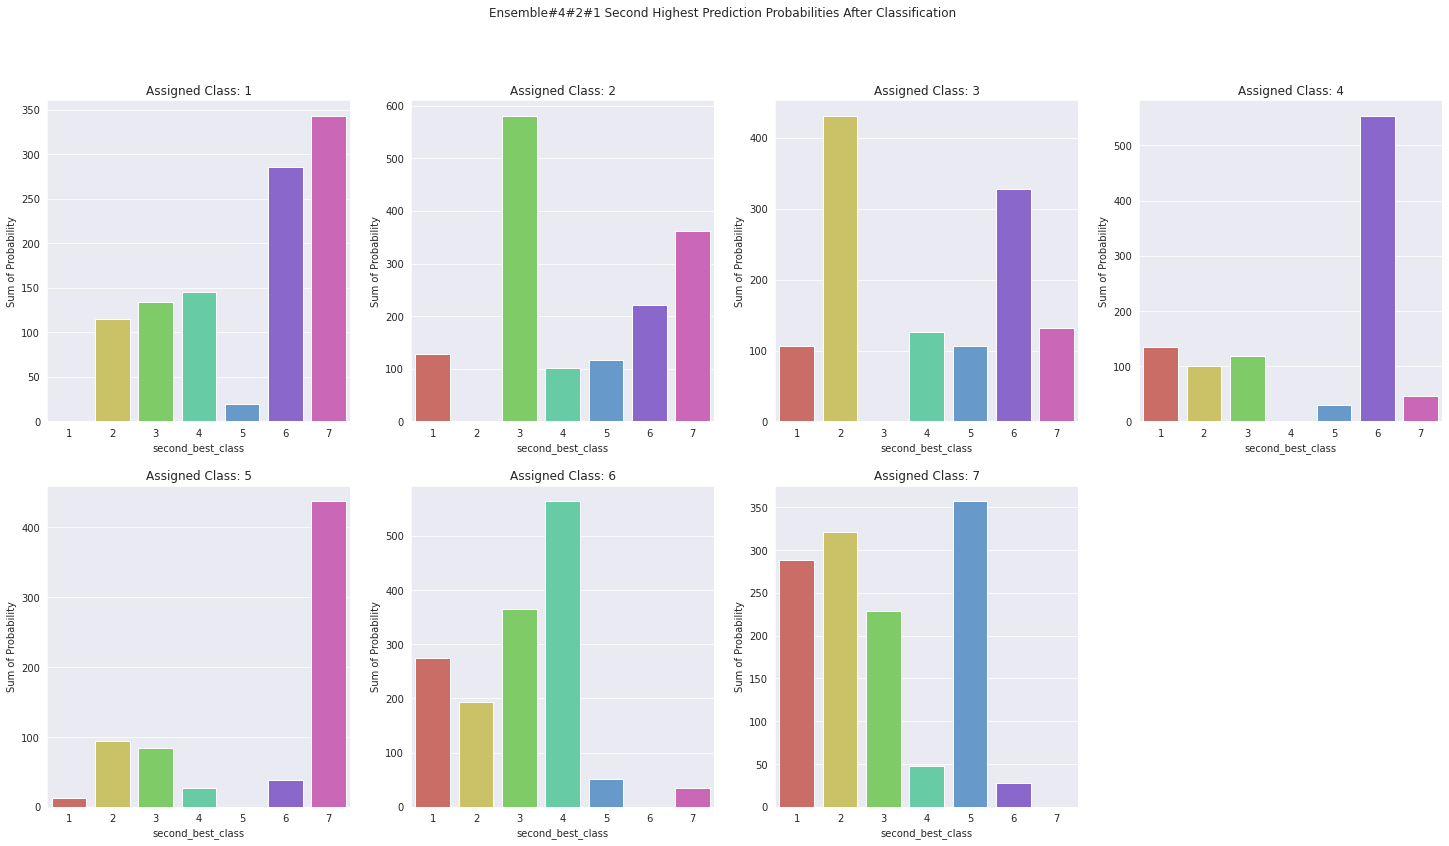 Ensemble#4#2#1 Second Highest Prediction Probabilities After Classification
Assigned Class: 1
Sum of Probability
350
300
250
200
150
100
50
0
1 2 3 4 5 6 7
second_best_class
Assigned Class: 2
Sum of Probability
600
500
400
300
200
100
0
1 2 3 4 5 6 7
second_best_class
Assigned Class: 3
Sum of Probability
400
300
200
100
0
1 2 3 4 5 6 7
second_best_class
Assigned Class: 4
Sum of Probability
500
400
300
200
100
0
1 2 3 4 5 6 7
second_best_class
Assigned Class: 5
Sum of Probability
400
300
200
100
0
1 2 3 4 5 6 7
second_best_class
Assigned Class: 6
Sum of Probability
500
400
300
200
100
0
1 2 3 4 5 6 7
second_best_class
Assigned Class: 7
Sum of Probability
350
300
250
200
150
100
50
0
1 2 3 4 5 6 7
second_best_class